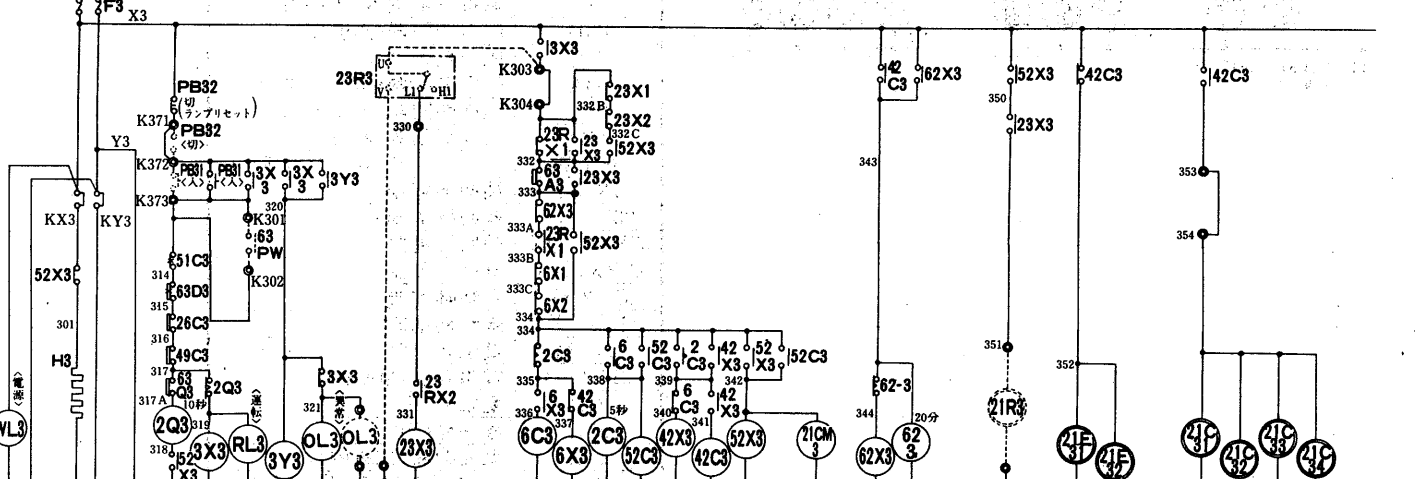 F3
X3
PB32
(切
ランプリセット)
K371
PB32
<切>
Y3
K372
PB31
<入>
PB31
<入>
3X
3
3X
3
3Y3
320
K373
KX3
KY3
K301
63
PW
K302
52X3
301
H3
51C3
314
63D3
315
26C3
316
49C3
317
63
Q3
2Q3
317A
10秒
319
2Q3
318
52
X3
3X3
RL3
3Y3
3X3
321
OL3
OL3
WL3
23R3
U
V1
L1
H1
330
23
RX2
331
23X3
3X3
K303
K304
332B
23X1
23X2
332C
52X3
23R
X1
23
X3
332
63
A3
23X3
333
62X3
333A
23R
X1
52X3
333B
6X1
333C
6X2
334
334
2C3
335
6
X3
42
C3
336
337
6C3
6X3
6
C3
52
C3
338
5秒
2C3
52C3
2
C3
42
X3
339
6
C3
42
X3
340
341
42X3
42C3
52
X3
52C3
342
52X3
21CM
3
42
C3
62X3
343
62-3
344
20分
62X3
62
3
52X3
350
23X3
351
21R3
42C3
352
21E
31
21E
32
42C3
353
354
21C
31
21C
32
21C
33
21C
34